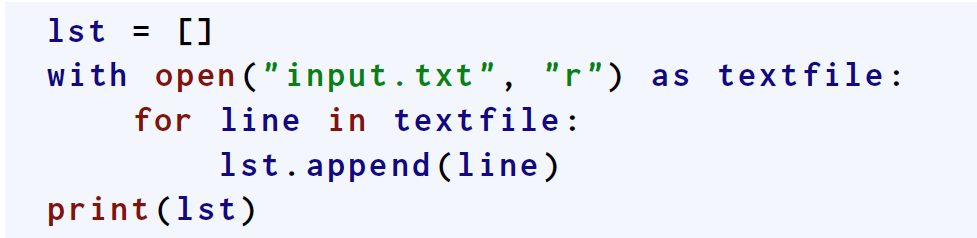 lst = []
with open("input.txt", "r") as textfile:
    for line in textfile:
        lst.append(line)
print(lst)